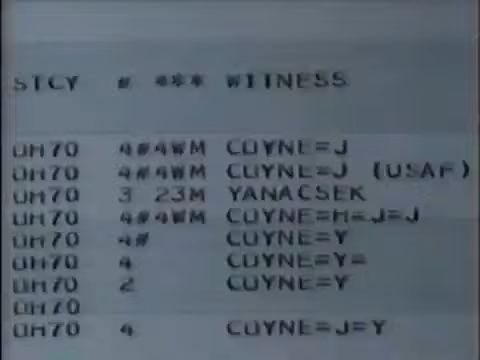 STCY # *** WITNESS
OH70 4#4WM COYNE=J
OH70 4#4WM COYNE=J (USAF)
OH70 3 23M YANACSEK
OH70 4#4WM COYNE=H=J=J
OH70 4# COYNE=Y
OH70 4 COYNE=Y=
OH70 2 COYNE=Y
OH70
OH70 4 COYNE=J=Y